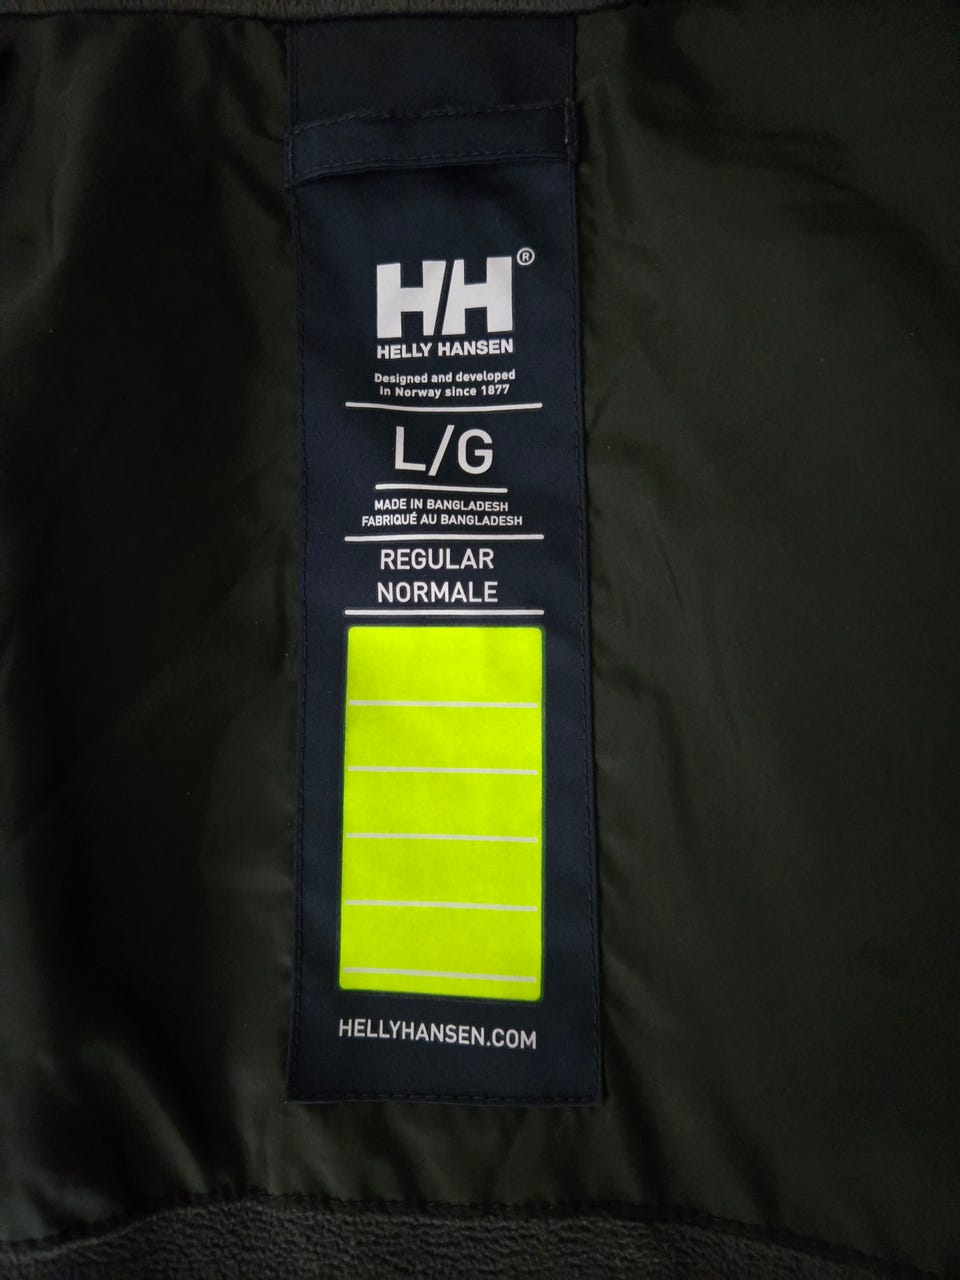 HH®
HELLY HANSEN
Designed and developed
in Norway since 1877
L/G
MADE IN BANGLADESH
FABRIQUÉ AU BANGLADESH
REGULAR
NORMALE
HELLYHANSEN.COM